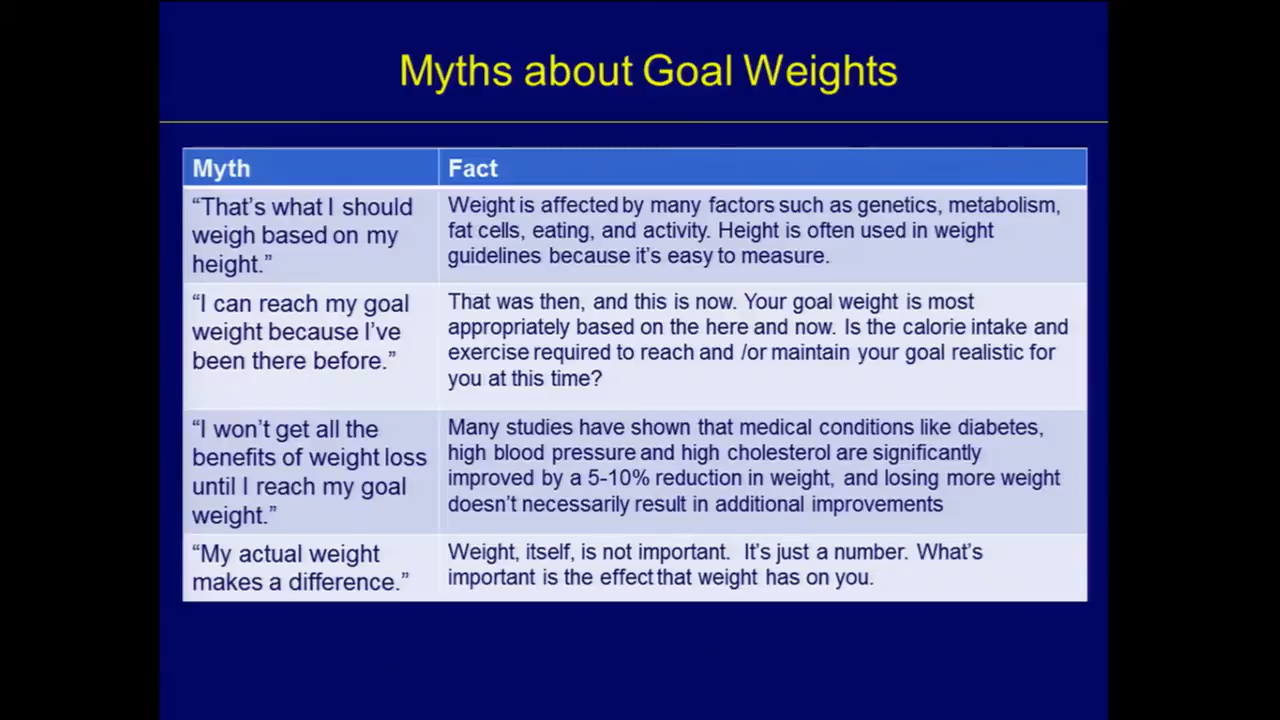 Myths about Goal Weights
Myth
Fact
“That’s what I should
weigh based on my
height.”
Weight is affected by many factors such as genetics, metabolism,
fat cells, eating, and activity. Height is often used in weight
guidelines because it’s easy to measure.
“I can reach my goal
weight because I’ve
been there before.”
That was then, and this is now. Your goal weight is most
appropriately based on the here and now. Is the calorie intake and
exercise required to reach and /or maintain your goal realistic for
you at this time?
“I won’t get all the
benefits of weight loss
until I reach my goal
weight.”
Many studies have shown that medical conditions like diabetes,
high blood pressure and high cholesterol are significantly
improved by a 5-10% reduction in weight, and losing more weight
doesn’t necessarily result in additional improvements
“My actual weight
makes a difference.”
Weight, itself, is not important. It’s just a number. What’s
important is the effect that weight has on you.